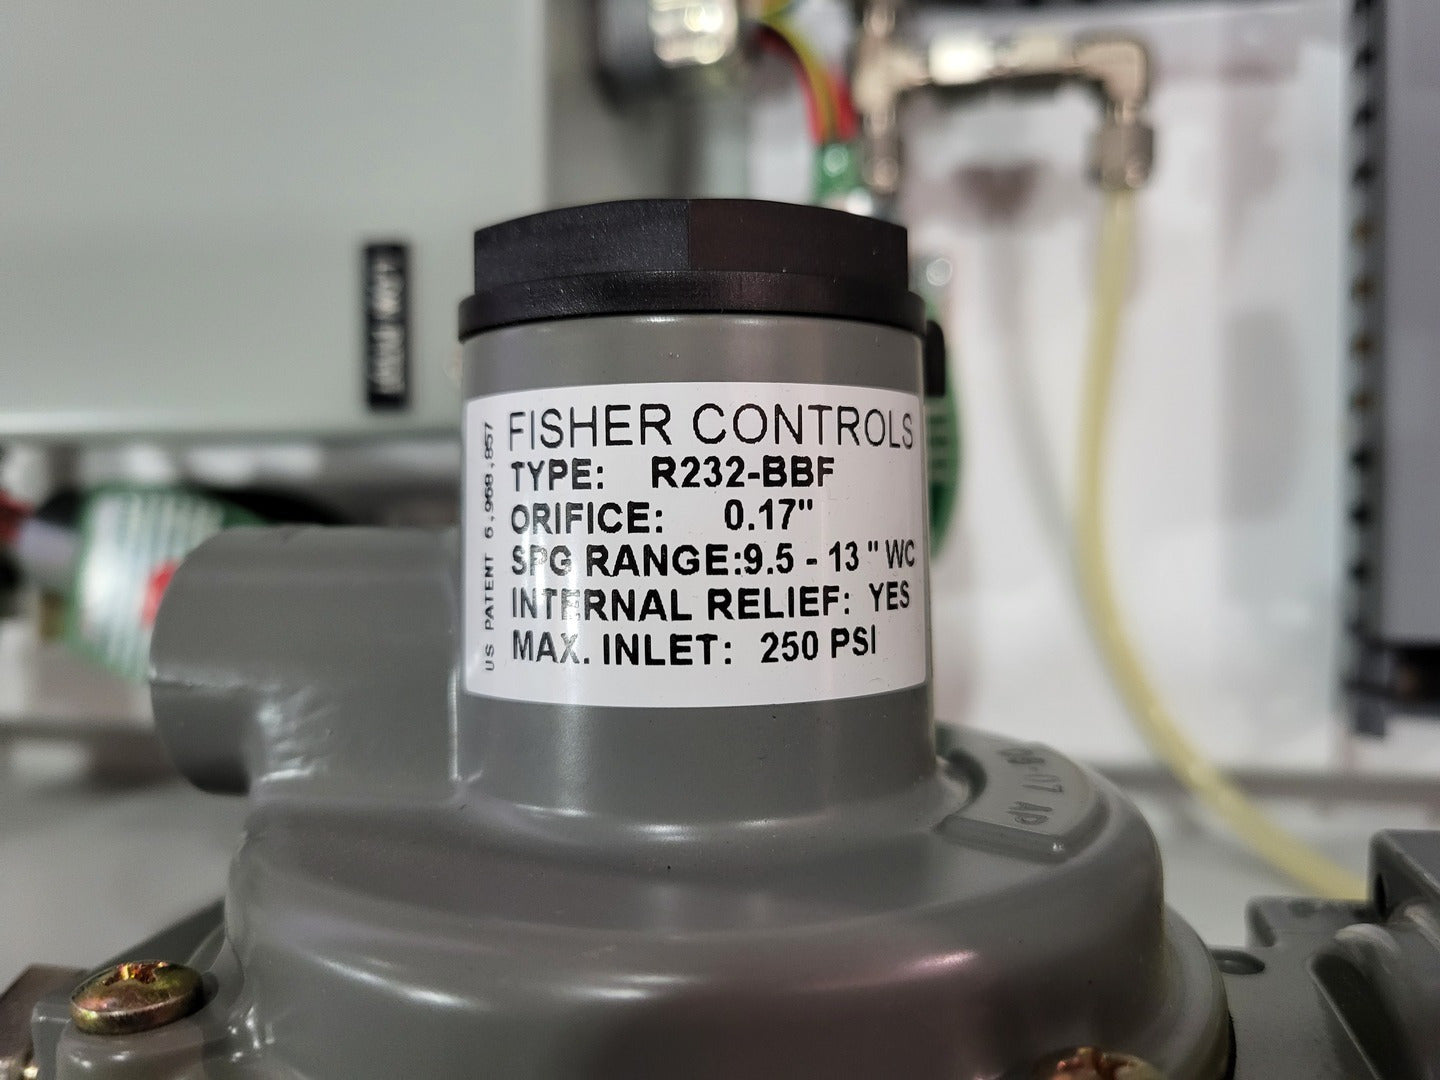 FISHER CONTROLS
TYPE: R232-BBF
ORIFICE: 0.17"
SPG RANGE:9.5 - 13 " WC
INTERNAL RELIEF: YES
MAX. INLET: 250 PSI
US PATENT 6,968,857